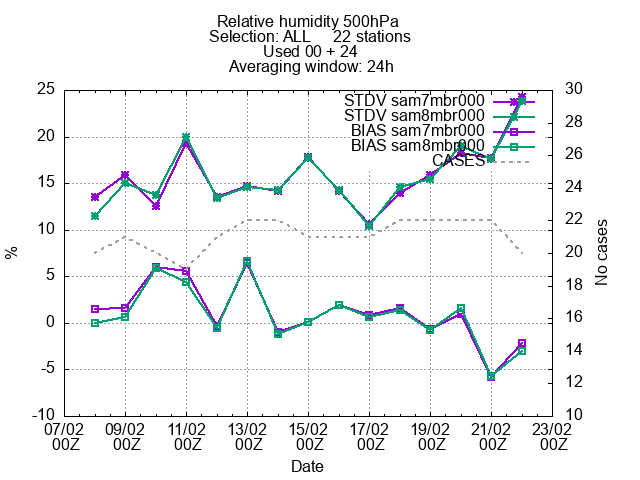 Relative humidity 500hPa
Selection: ALL 22 stations
Used 00 + 24
Averaging window: 24h
STDV sam7mbr000
STDV sam8mbr000
BIAS sam7mbr000
BIAS sam8mbr000
CASES
25
20
15
10
5
0
-5
-10
%
30
28
26
24
22
20
18
16
14
12
10
No cases
07/02 09/02 11/02 13/02 15/02 17/02 19/02 21/02 23/02
00Z 00Z 00Z 00Z 00Z 00Z 00Z 00Z 00Z
Date